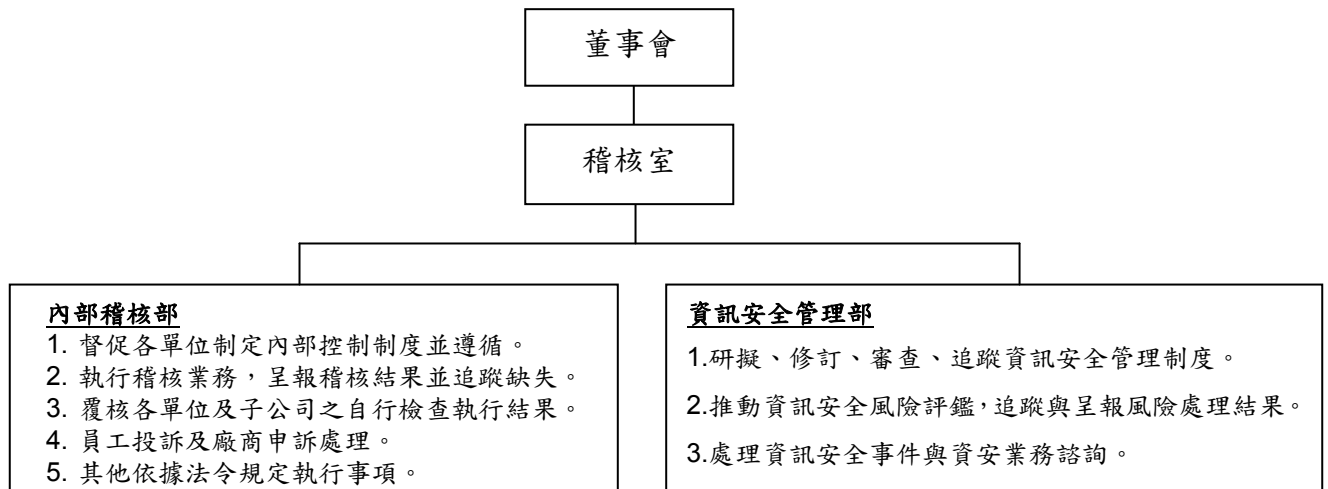 董事會
稽核室
內部稽核部
1. 督促各單位制定內部控制制度並遵循。
2. 執行稽核業務，呈報稽核結果並追蹤缺失。
3. 覆核各單位及子公司之自行檢查執行結果。
4. 員工投訴及廠商申訴處理。
5. 其他依據法令規定執行事項。
資訊安全管理部
1.研擬、修訂、審查、追蹤資訊安全管理制度。
2.推動資訊安全風險評鑑，追蹤與呈報風險處理結果。
3.處理資訊安全事件與資安業務諮詢。